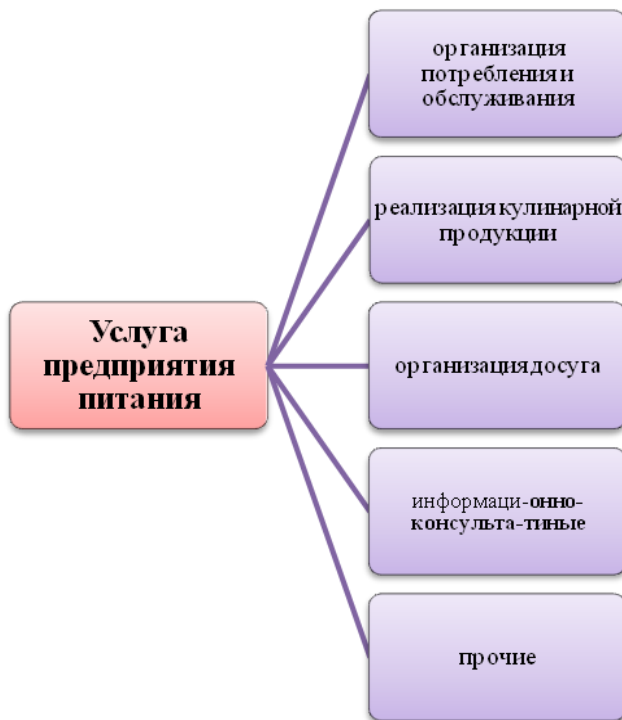 организация
потребления и
обслуживания
реализация кулинарной
продукции
Услуга
предприятия
питания
организация досуга
информаци-онно-
консульта-тиные
прочие